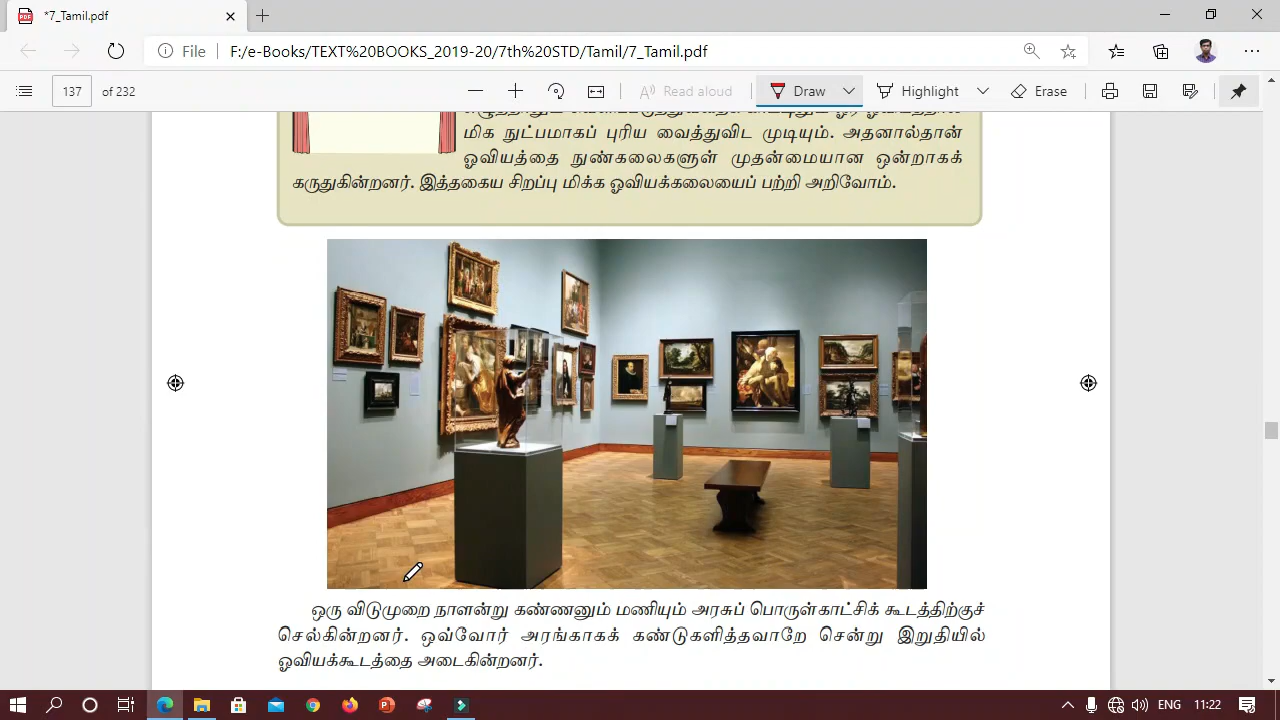 *7_Tamil.pdf
File F:/e-Books/TEXT%20BOOKS_2019-20/7th%20STD/Tamil/7_Tamil.pdf
137 of 232 Read aloud Draw Highlight Erase
மிக நுட்பமாகப் புரிய வைத்துவிட முடியும். அதனால்தான்
ஓவியத்தை நுண்கலைகளுள் முதன்மையான ஒன்றாகக்
கருதுகின்றனர். இத்தகைய சிறப்பு மிக்க ஓவியக்கலையைப் பற்றி அறிவோம்.
ஒரு விடுமுறை நாளன்று கண்ணனும் மணியும் அரசுப் பொருள்காட்சிக் கூடத்திற்குச்
செல்கின்றனர். ஒவ்வோர் அரங்காகக் கண்டுகளித்தவாறே சென்று இறுதியில்
ஓவியக்கூடத்தை அடைகின்றனர்.
ENG 11:22